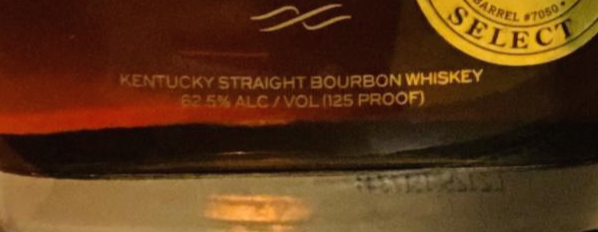 BARREL #7050
SELECT
KENTUCKY STRAIGHT BOURBON WHISKEY
62.5% ALC / VOL (125 PROOF)